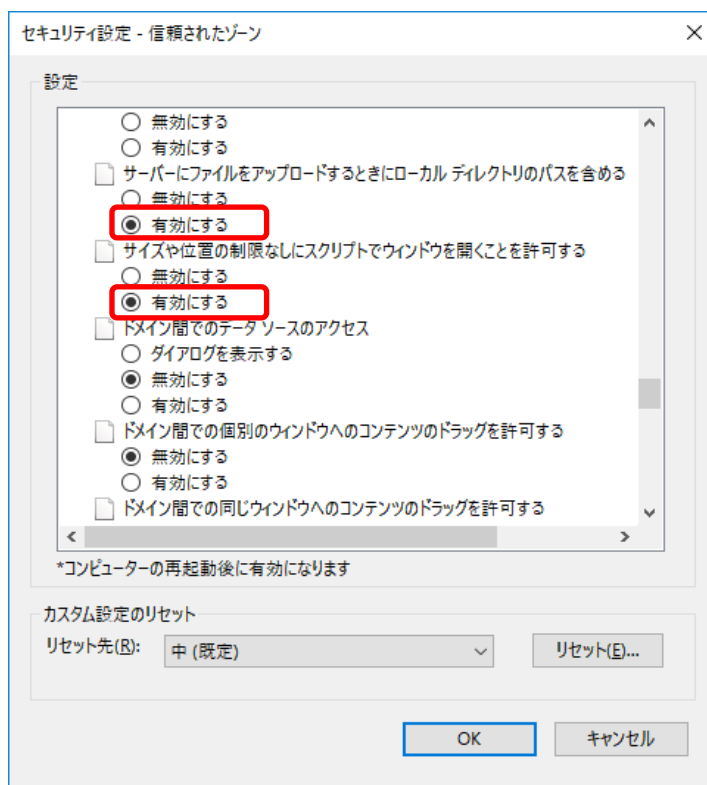 セキュリティ設定 - 信頼されたゾーン
設定
無効にする
有効にする
サーバーにファイルをアップロードするときにローカル ディレクトリのパスを含める
無効にする
有効にする
サイズや位置の制限なしにスクリプトでウィンドウを開くことを許可する
無効にする
有効にする
ドメイン間でのデータ ソースのアクセス
ダイアログを表示する
無効にする
有効にする
ドメイン間での個別のウィンドウへのコンテンツのドラッグを許可する
無効にする
有効にする
ドメイン間での同じウィンドウへのコンテンツのドラッグを許可する
*コンピューターの再起動後に有効になります
カスタム設定のリセット
リセット先(R): 中 (既定) リセット(E)...
OK キャンセル